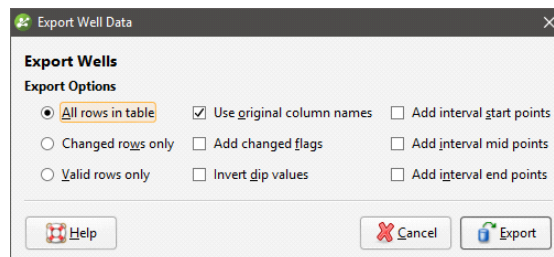 Export Well Data
Export Wells
Export Options
All rows in table Use original column names Add interval start points
Changed rows only Add changed flags Add interval mid points
Valid rows only Invert dip values Add interval end points
Help Cancel Export